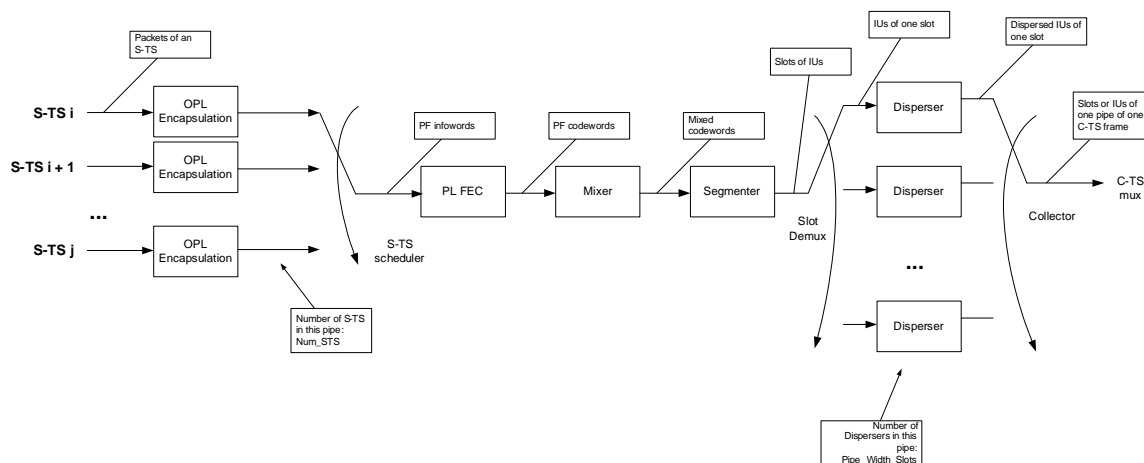 Packets of an
S-TS
S-TS i
OPL
Encapsulation
S-TS i + 1
OPL
Encapsulation
...
S-TS j
OPL
Encapsulation
Number of S-TS
in this pipe:
Num_STS
S-TS
scheduler
PF infowords
PL FEC
PF codewords
Mixer
Mixed
codewords
Segmenter
Slots of IUs
Slot
Demux
IUs of one slot
Disperser
Disperser
...
Disperser
Number of
Dispersers in this
pipe:
Pipe_Width_Slots
Dispersed IUs of
one slot
Collector
Slots or IUs of
one pipe of one
C-TS frame
C-TS
mux